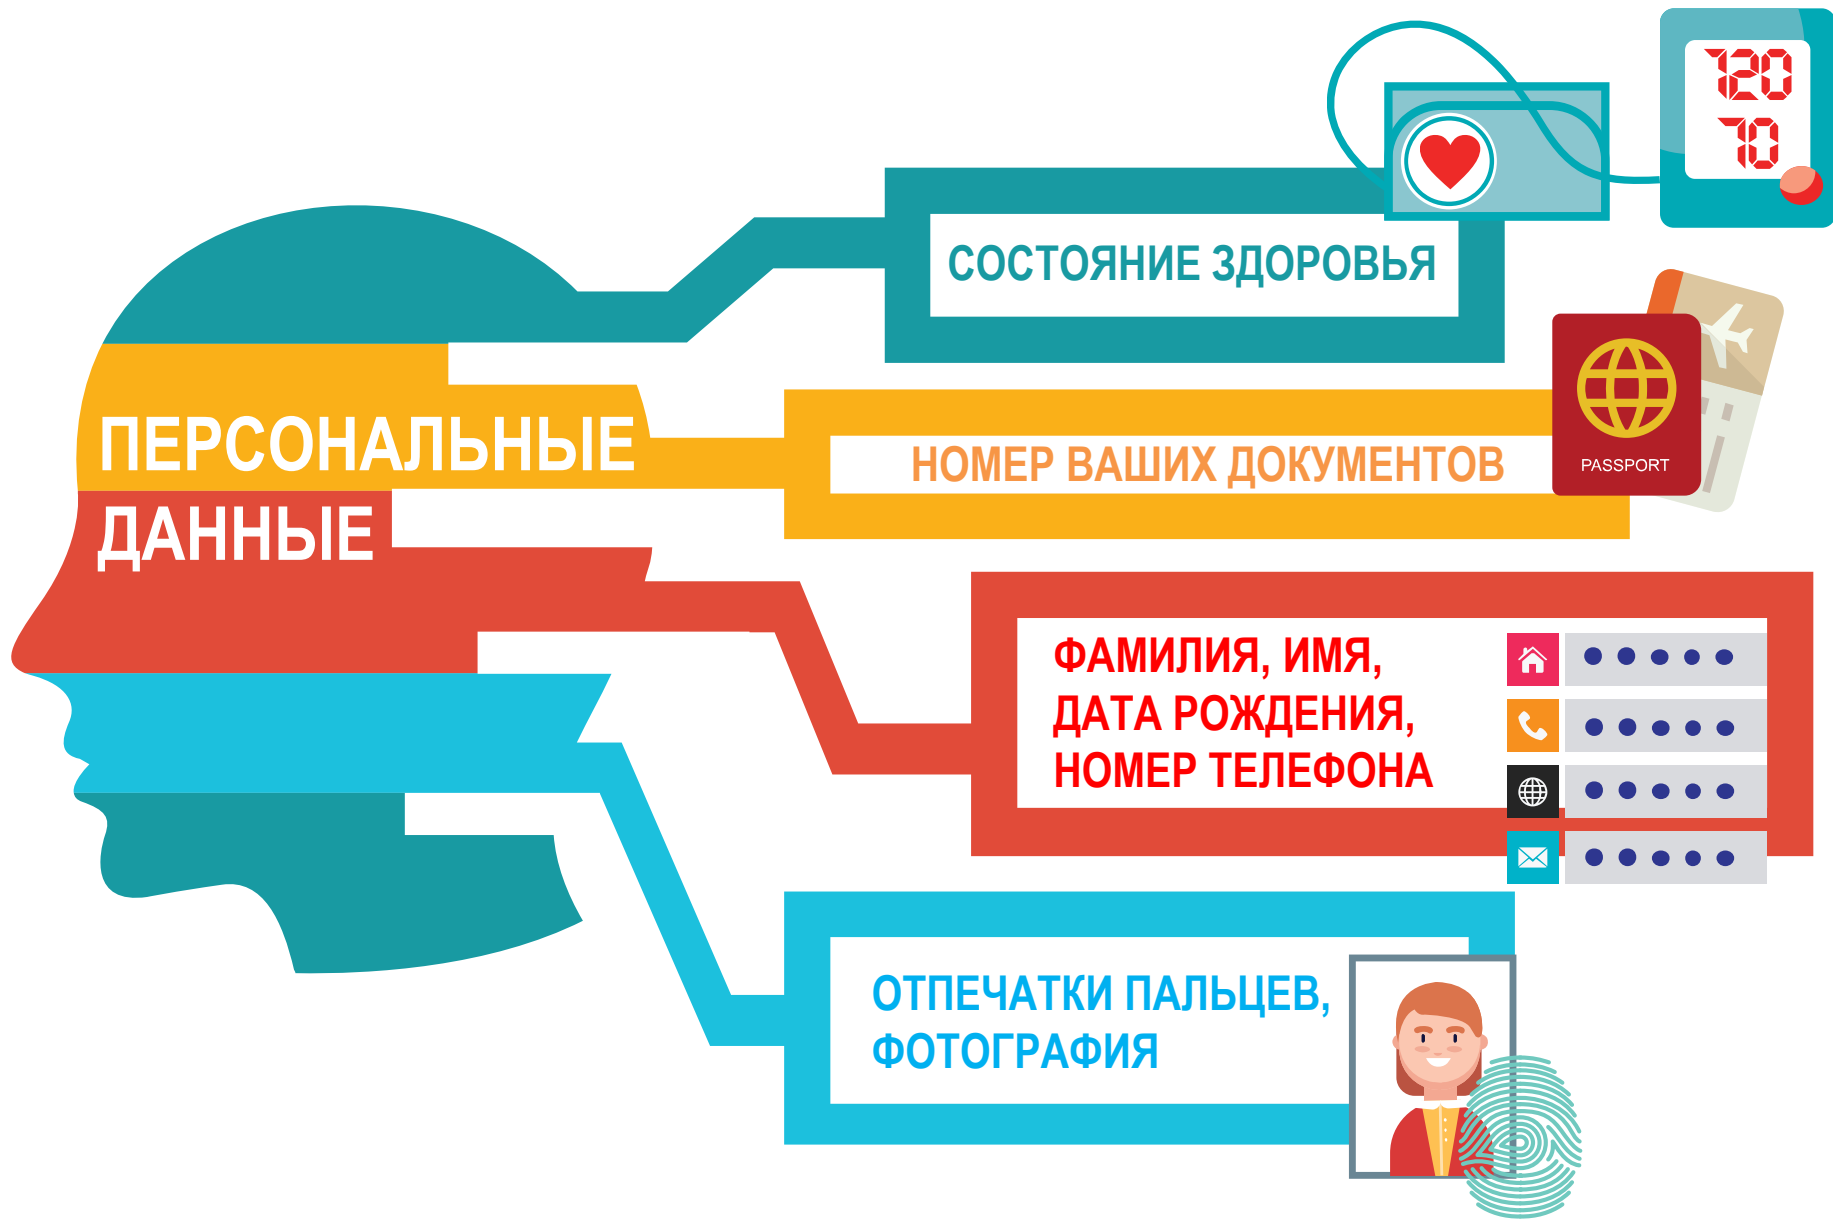 120
70
СОСТОЯНИЕ ЗДОРОВЬЯ
ПЕРСОНАЛЬНЫЕ
ДАННЫЕ
НОМЕР ВАШИХ ДОКУМЕНТОВ
PASSPORT
ФАМИЛИЯ, ИМЯ,
ДАТА РОЖДЕНИЯ,
НОМЕР ТЕЛЕФОНА
ОТПЕЧАТКИ ПАЛЬЦЕВ,
ФОТОГРАФИЯ